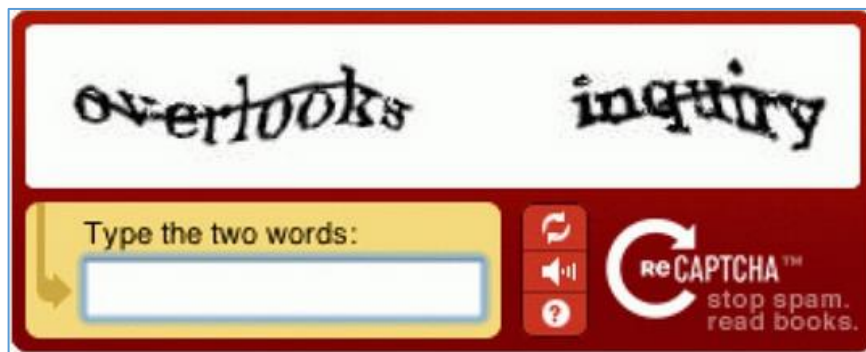 overlooks inquiry
Type the two words:
ReCAPTCHA™
stop spam.
read books.